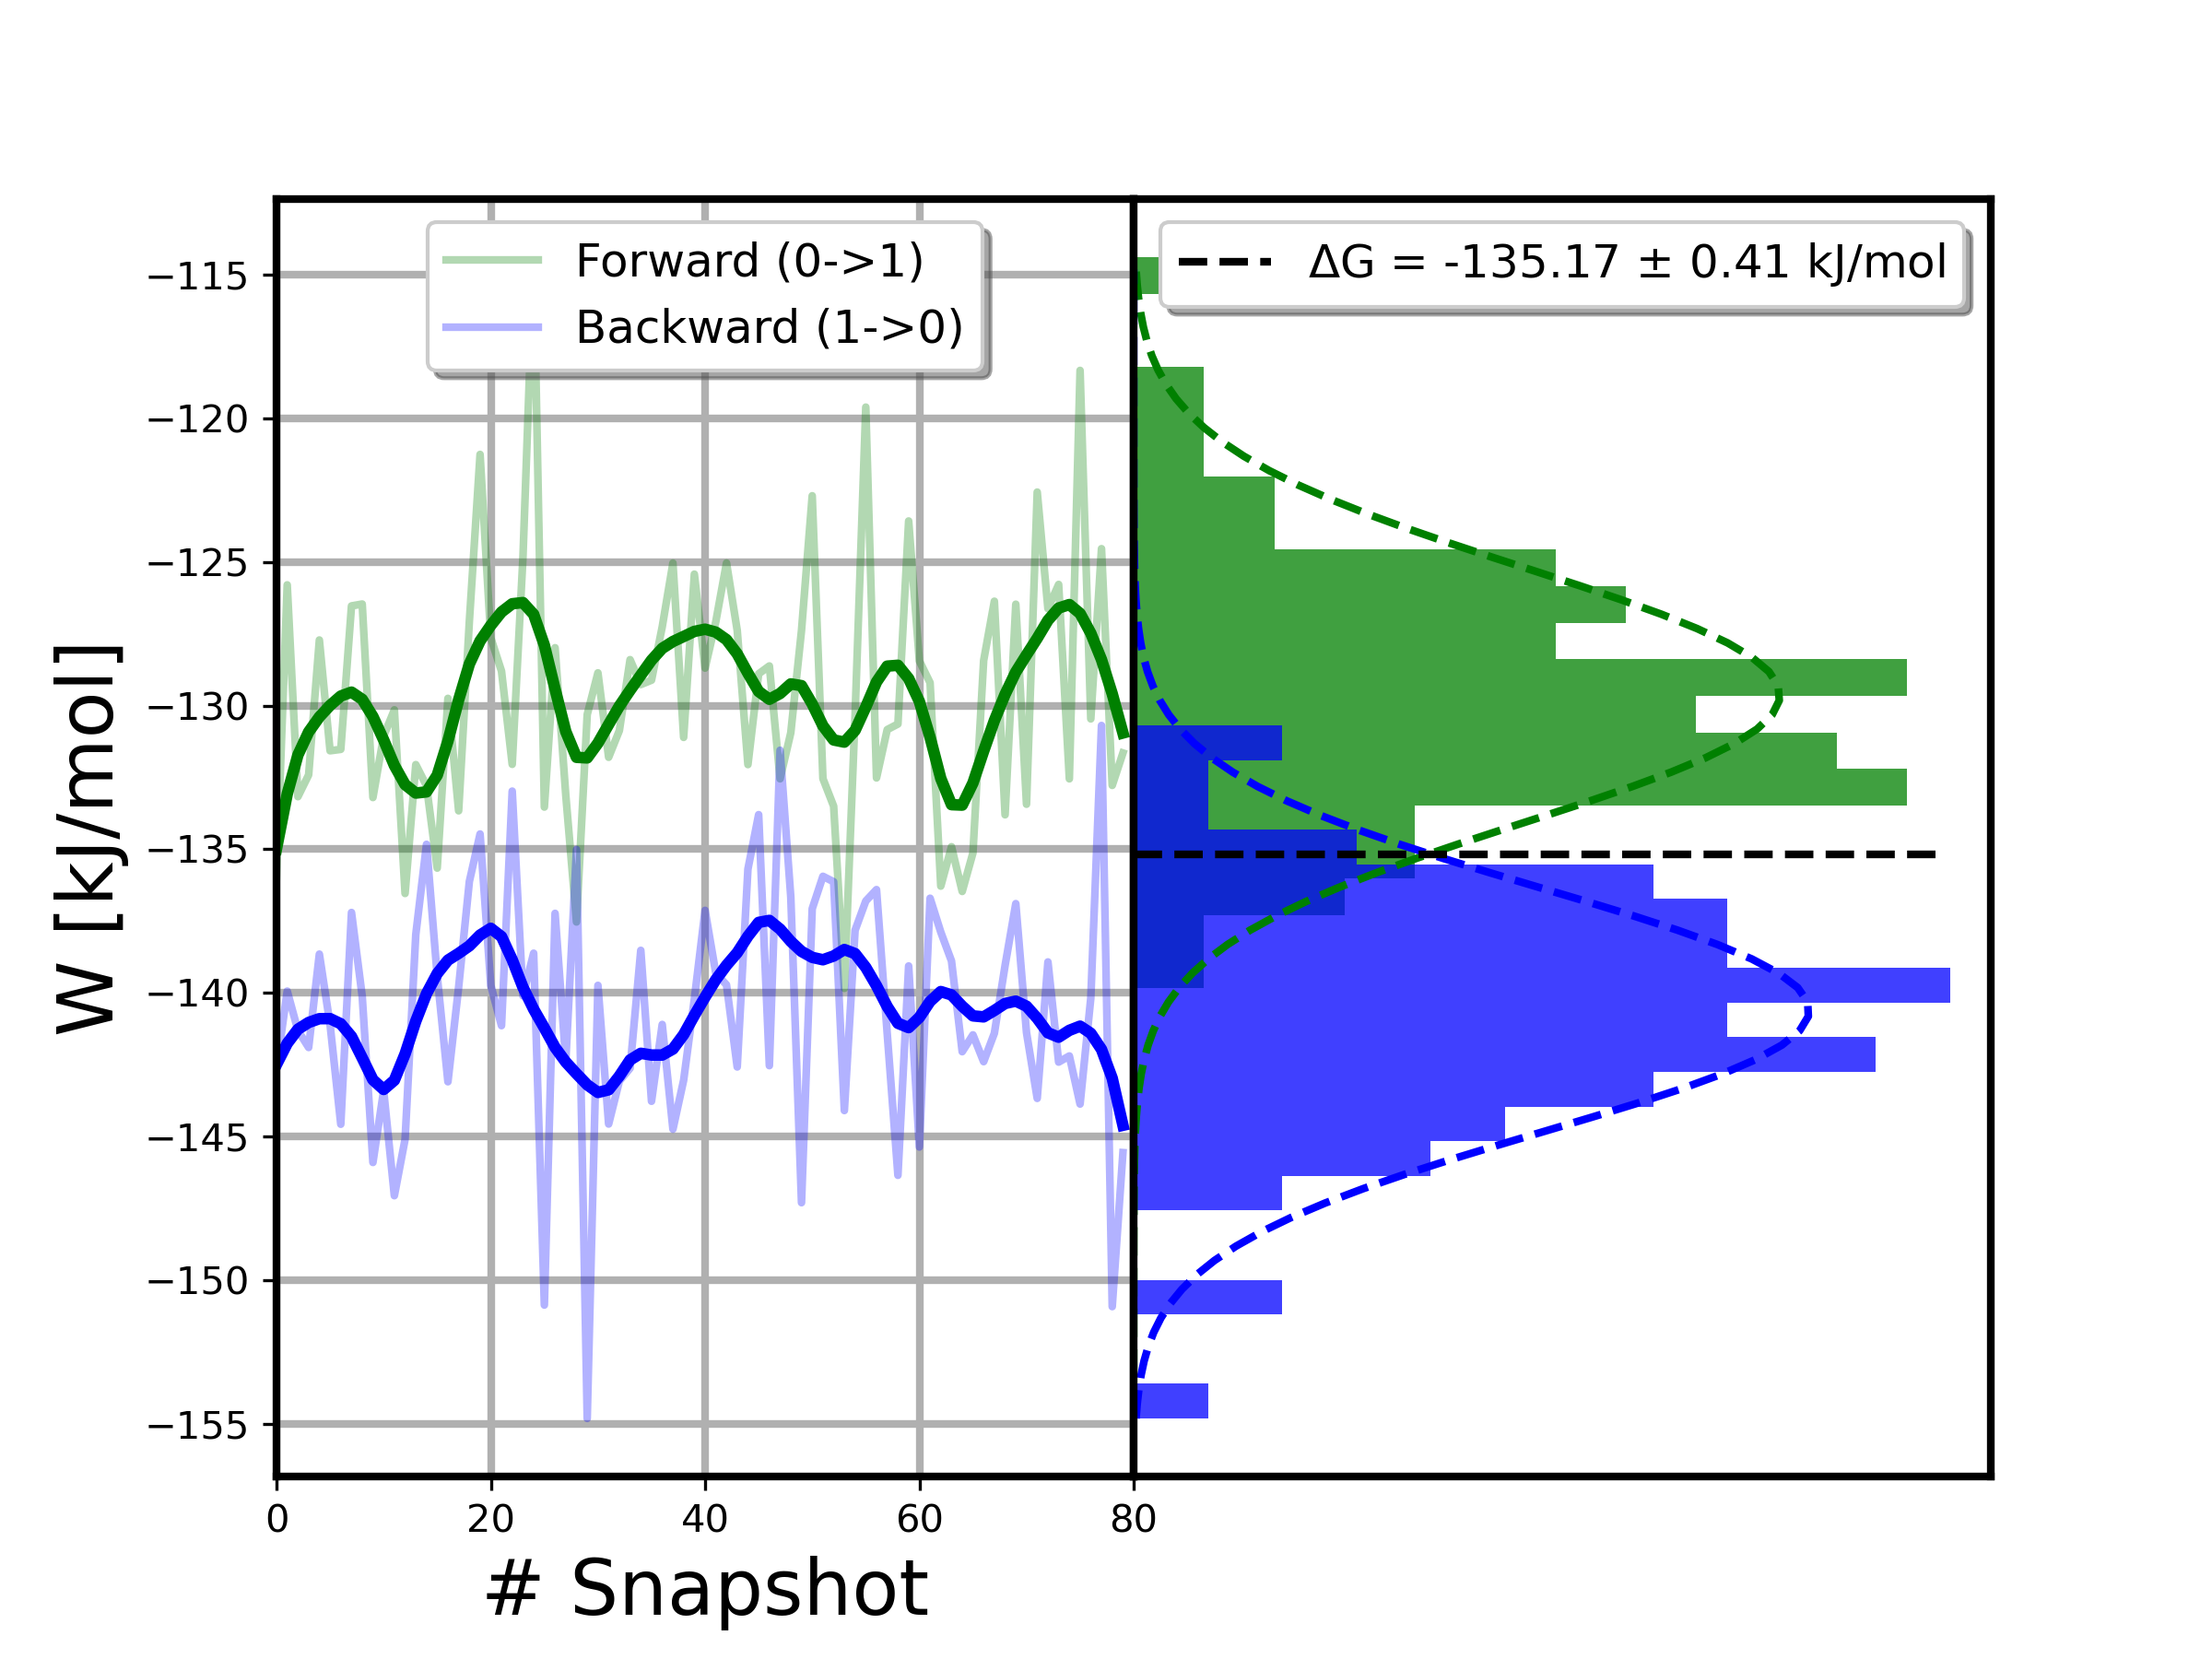 Forward (0->1)
Backward (1->0)
ΔG = -135.17 ± 0.41 kJ/mol
W [kJ/mol]
−115
−120
−125
−130
−135
−140
−145
−150
−155
0 20 40 60 80
# Snapshot